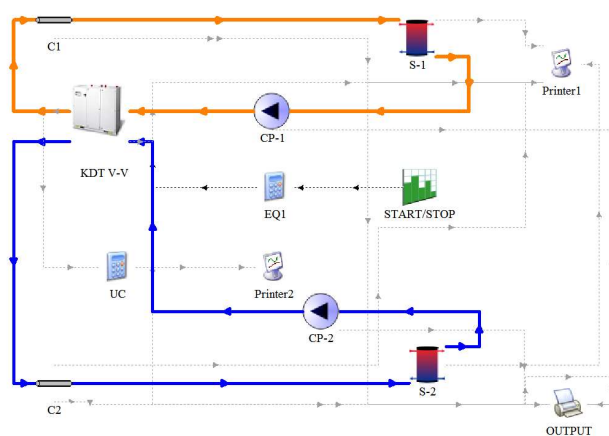 C1
S-1
Printer1
CP-1
KDT V-V
EQ1
START/STOP
UC
Printer2
CP-2
S-2
C2
OUTPUT